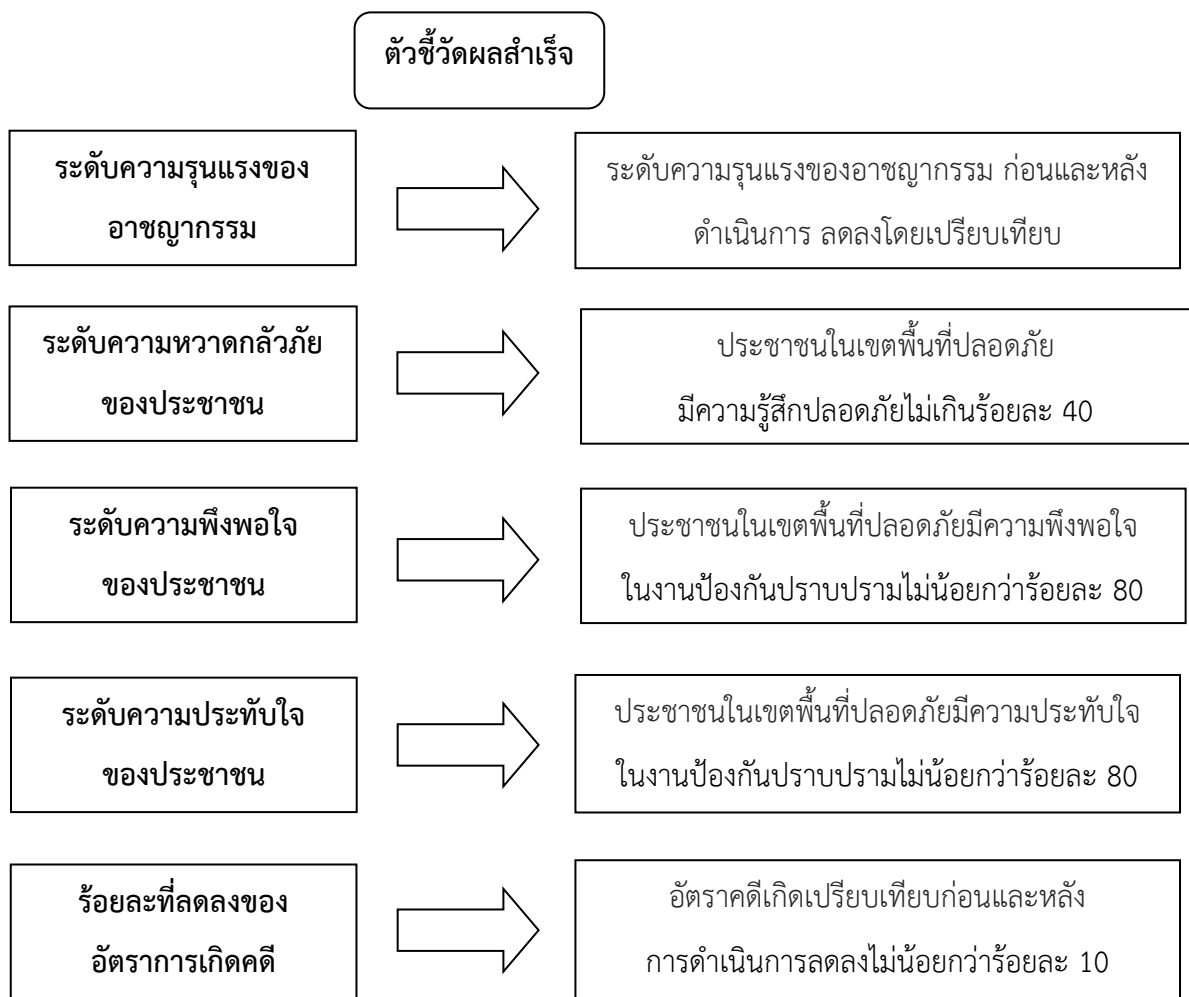 ตัวชี้วัดผลสำเร็จ
ระดับความรุนแรงของ
อาชญากรรม
ระดับความรุนแรงของอาชญากรรม ก่อนและหลัง
ดำเนินการ ลดลงโดยเปรียบเทียบ
ระดับความหวาดกลัวภัย
ของประชาชน
ประชาชนในเขตพื้นที่ปลอดภัย
มีความรู้สึกปลอดภัยไม่เกินร้อยละ 40
ระดับความพึงพอใจ
ของประชาชน
ประชาชนในเขตพื้นที่ปลอดภัยมีความพึงพอใจ
ในงานป้องกันปราบปรามไม่น้อยกว่าร้อยละ 80
ระดับความประทับใจ
ของประชาชน
ประชาชนในเขตพื้นที่ปลอดภัยมีความประทับใจ
ในงานป้องกันปราบปรามไม่น้อยกว่าร้อยละ 80
ร้อยละที่ลดลงของ
อัตราการเกิดคดี
อัตราคดีเกิดเปรียบเทียบก่อนและหลัง
การดำเนินการลดลงไม่น้อยกว่าร้อยละ 10